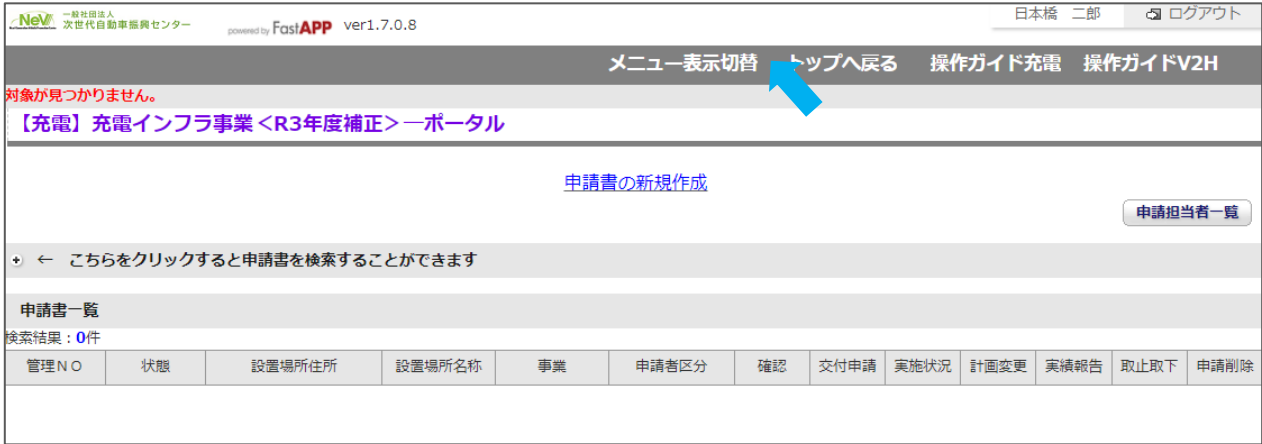 NeV 一般社団法人
次世代自動車振興センター
powered by FastAPP ver1.7.0.8
日本橋 二郎 ログアウト
メニュー表示切替 トップへ戻る 操作ガイド充電 操作ガイドV2H
対象が見つかりません。
【充電】充電インフラ事業<R3年度補正>―ポータル
申請書の新規作成
申請担当者一覧
← こちらをクリックすると申請書を検索することができます
申請書一覧
検索結果:0件
管理NO 状態 設置場所住所 設置場所名称 事業 申請者区分 確認 交付申請 実施状況 計画変更 実績報告 取止取下 申請削除